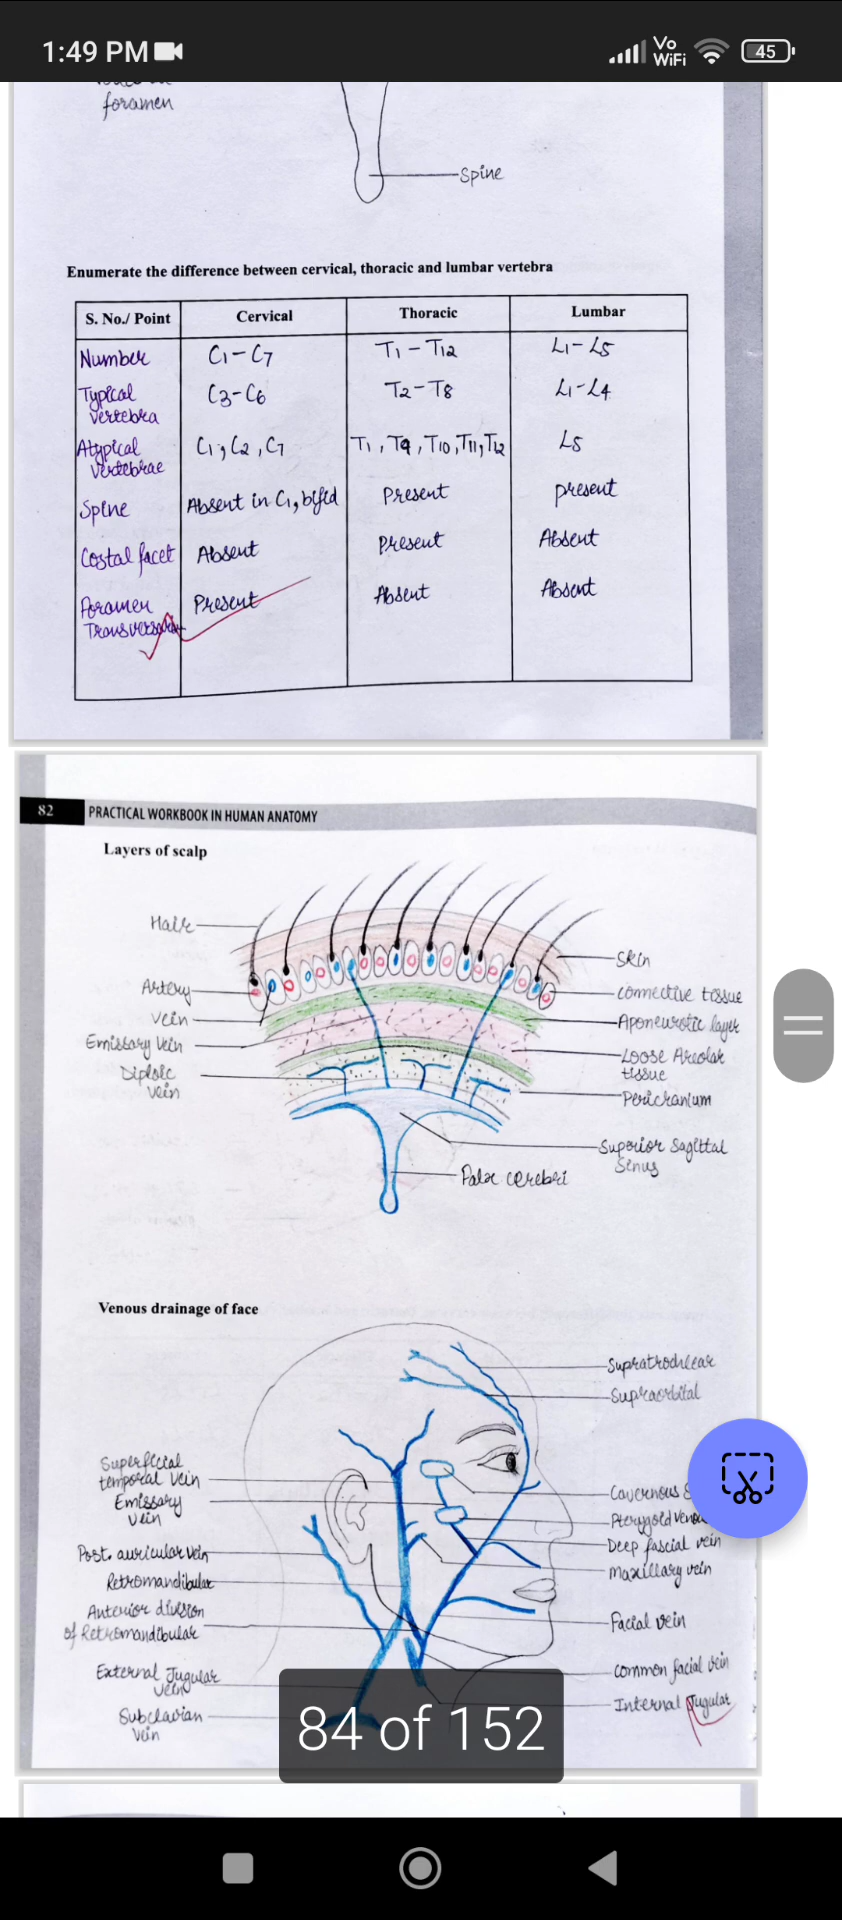 1:49 PM
Vo
WiFi
45
foramen
Spine
Enumerate the difference between cervical, thoracic and lumbar vertebra
S. No./ Point Cervical Thoracic Lumbar
Number C1-C7 T1-T12 L1-L5
Typical vertebra C3-C6 T2-T8 L1-L4
Atypical vertebrae C1, C2, C7 T1, T9, T10, T11, T12 L5
Spine Absent in C1, bifid Present present
Costal facet Absent Present Absent
Foramen Transversarium Present Absent Absent
82 PRACTICAL WORKBOOK IN HUMAN ANATOMY
Layers of scalp
Hair
Artery
Vein
Emissary Vein
Diploic
vein
Skin
connective tissue
Aponeurotic layer
Loose Areolar
tissue
Pericranium
Superior Sagittal
Sinus
Falx cerebri
Venous drainage of face
Supratrochlear
Supraorbital
Superficial
temporal vein
Emissary
vein
Post. auricular vein
Retromandibular
Anterior division
of Retromandibular
External Jugular
vein
Subclavian
vein
Cavernous S
Pterygoid veno
Deep fascial vein
maxillary vein
Facial vein
common facial vein
Internal Jugular
84 of 152